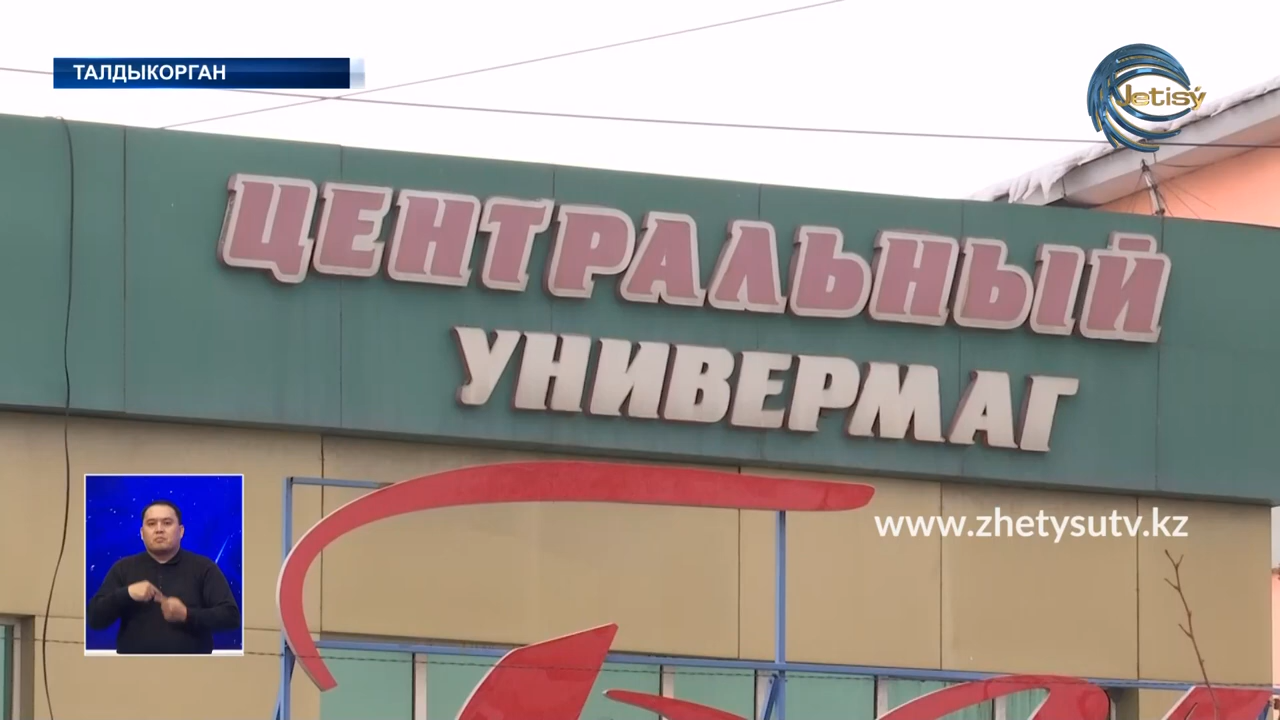 ТАЛДЫКОРГАН
Jetisý
ЦЕНТРАЛЬНЫЙ
УНИВЕРМАГ
www.zhetysutv.kz